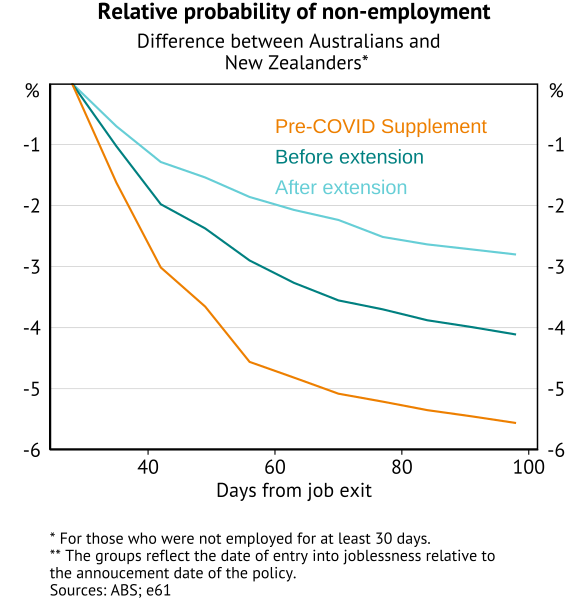 Relative probability of non-employment
Difference between Australians and
New Zealanders*
% %
Pre-COVID Supplement
-1 -1
Before extension
After extension
-2 -2
-3 -3
-4 -4
-5 -5
-6 -6
40 60 80 100
Days from job exit
* For those who were not employed for at least 30 days.
** The groups reflect the date of entry into joblessness relative to
the annoucement date of the policy.
Sources: ABS; e61